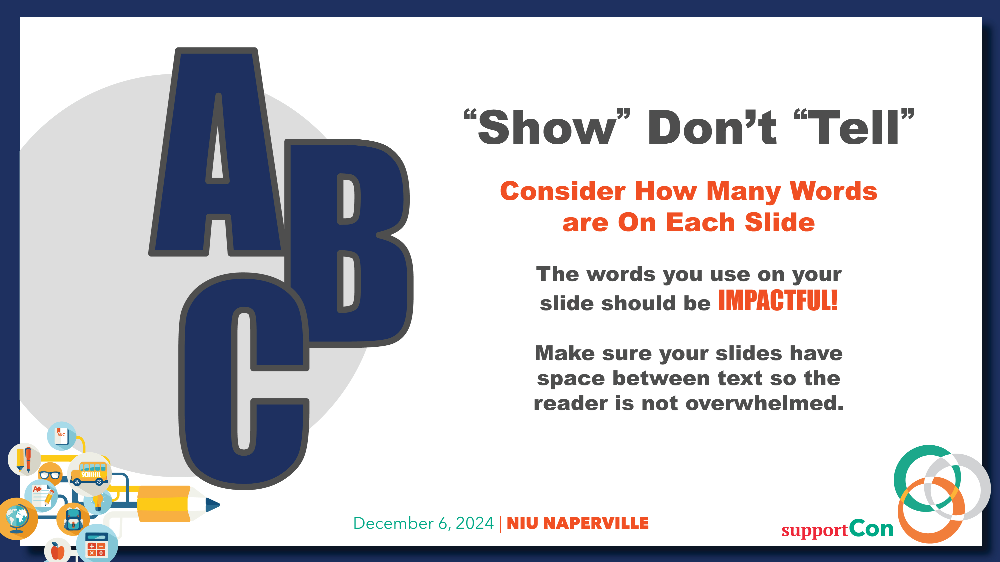 A
B
C
“Show” Don’t “Tell”
Consider How Many Words
are On Each Slide
The words you use on your
slide should be IMPACTFUL!
Make sure your slides have
space between text so the
reader is not overwhelmed.
ABC
SCHOOL
A+
December 6, 2024 | NIU NAPERVILLE
supportCon